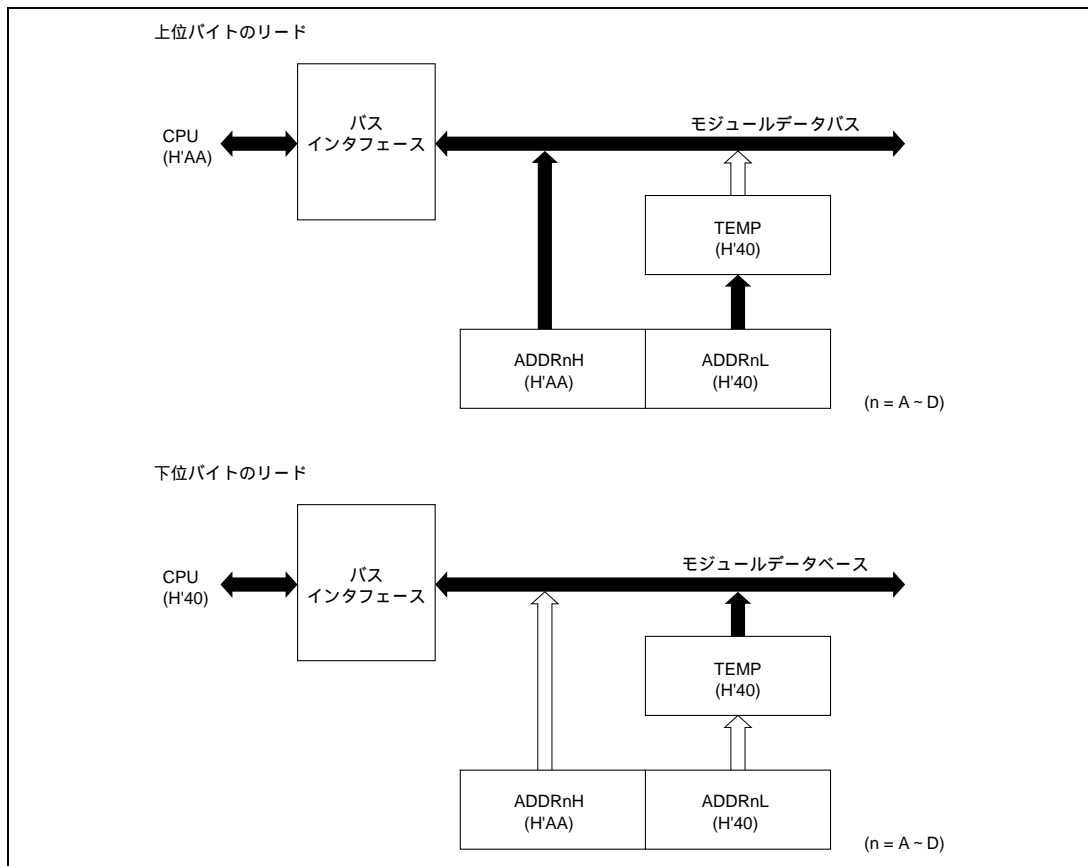 上位バイトのリード
バス
インタフェース
モジュールデータバス
CPU
(H'AA)
TEMP
(H'40)
ADDRnH
(H'AA)
ADDRnL
(H'40)
(n = A ~ D)
下位バイトのリード
バス
インタフェース
モジュールデータベース
CPU
(H'40)
TEMP
(H'40)
ADDRnH
(H'AA)
ADDRnL
(H'40)
(n = A ~ D)